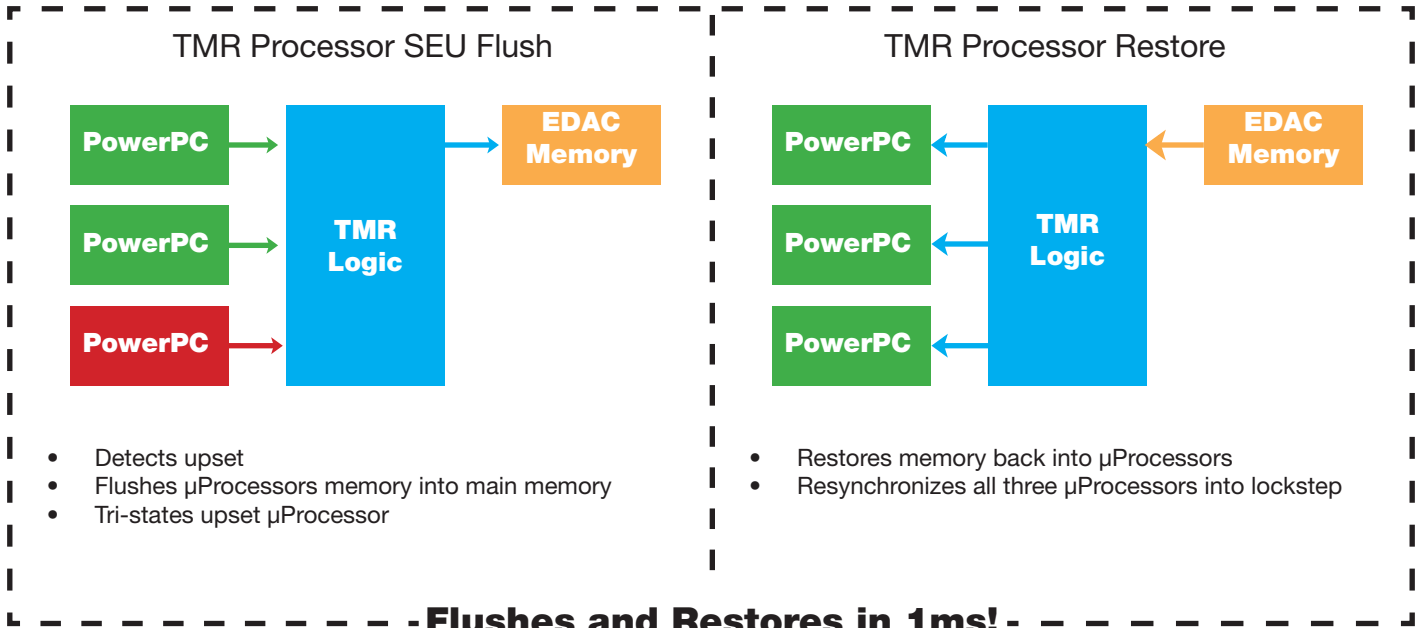 TMR Processor SEU Flush
PowerPC
PowerPC
PowerPC
TMR
Logic
EDAC
Memory
• Detects upset
• Flushes µProcessors memory into main memory
• Tri-states upset µProcessor
TMR Processor Restore
PowerPC
PowerPC
PowerPC
TMR
Logic
EDAC
Memory
• Restores memory back into µProcessors
• Resynchronizes all three µProcessors into lockstep
Flushes and Restores in 1ms!